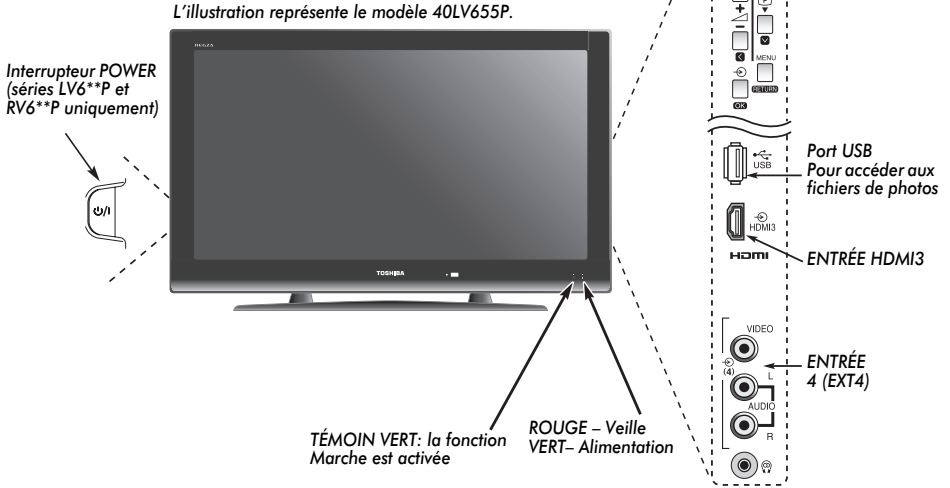 L'illustration représente le modèle 40LV655P.
REGZA
Interrupteur POWER
(séries LV6**P et
RV6**P uniquement)
TOSHIBA
TÉMOIN VERT: la fonction
Marche est activée
ROUGE – Veille
VERT– Alimentation
P
MENU
RETURN
OK
USB
Port USB
Pour accéder aux
fichiers de photos
HDMI3
HDMI
ENTRÉE HDMI3
VIDEO
(4)
L
AUDIO
R
ENTRÉE
4 (EXT4)